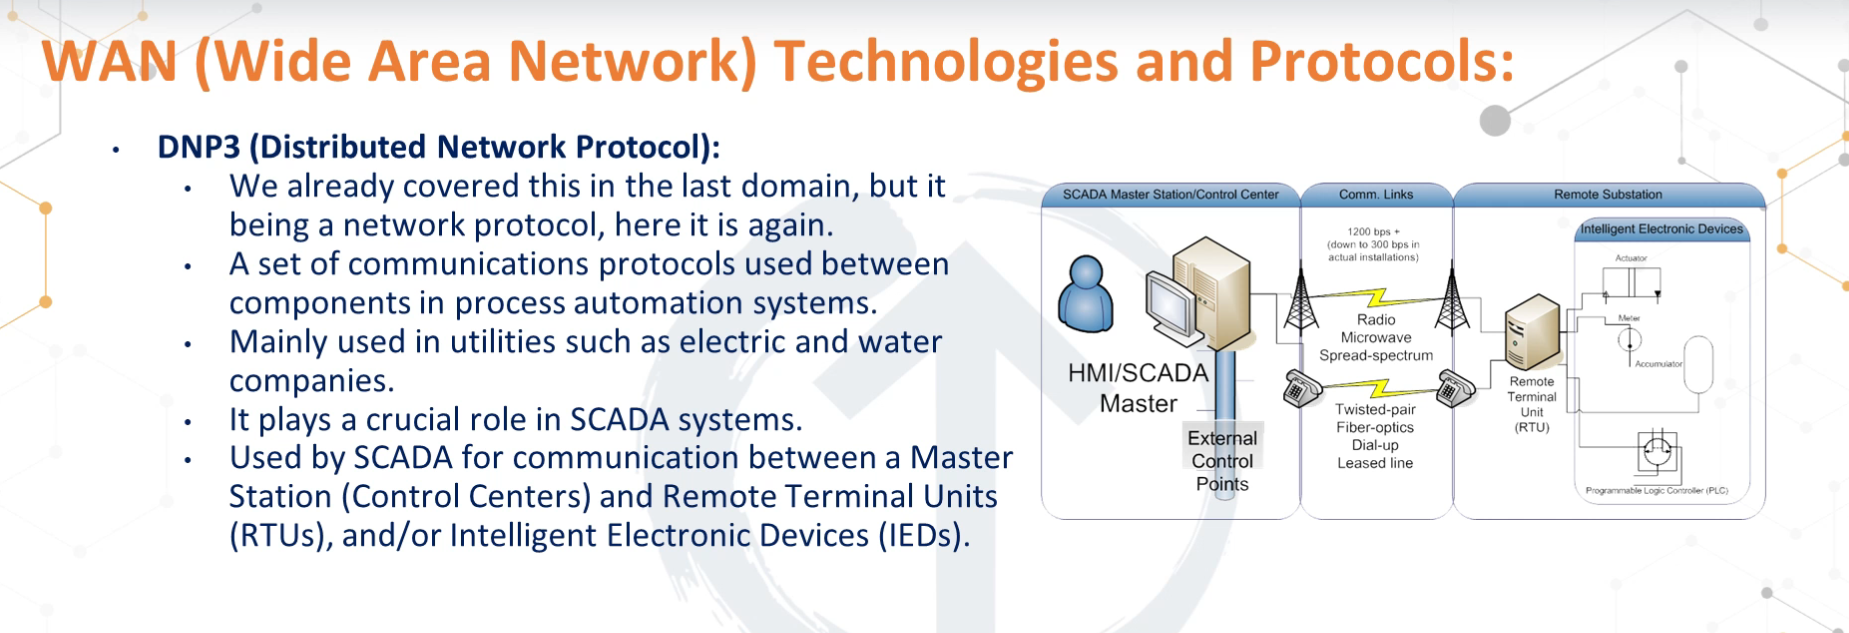 WAN (Wide Area Network) Technologies and Protocols:
• DNP3 (Distributed Network Protocol):
• We already covered this in the last domain, but it
being a network protocol, here it is again.
• A set of communications protocols used between
components in process automation systems.
• Mainly used in utilities such as electric and water
companies.
• It plays a crucial role in SCADA systems.
• Used by SCADA for communication between a Master
Station (Control Centers) and Remote Terminal Units
(RTUs), and/or Intelligent Electronic Devices (IEDs).
SCADA Master Station/Control Center
HMI/SCADA
Master
External
Control
Points
Comm. Links
1200 bps +
(down to 300 bps in
actual installations)
Radio
Microwave
Spread-spectrum
Twisted-pair
Fiber-optics
Dial-up
Leased line
Remote Substation
Remote
Terminal
Unit
(RTU)
Intelligent Electronic Devices
Actuator
Meter
Accumulator
Programmable Logic Controller (PLC)